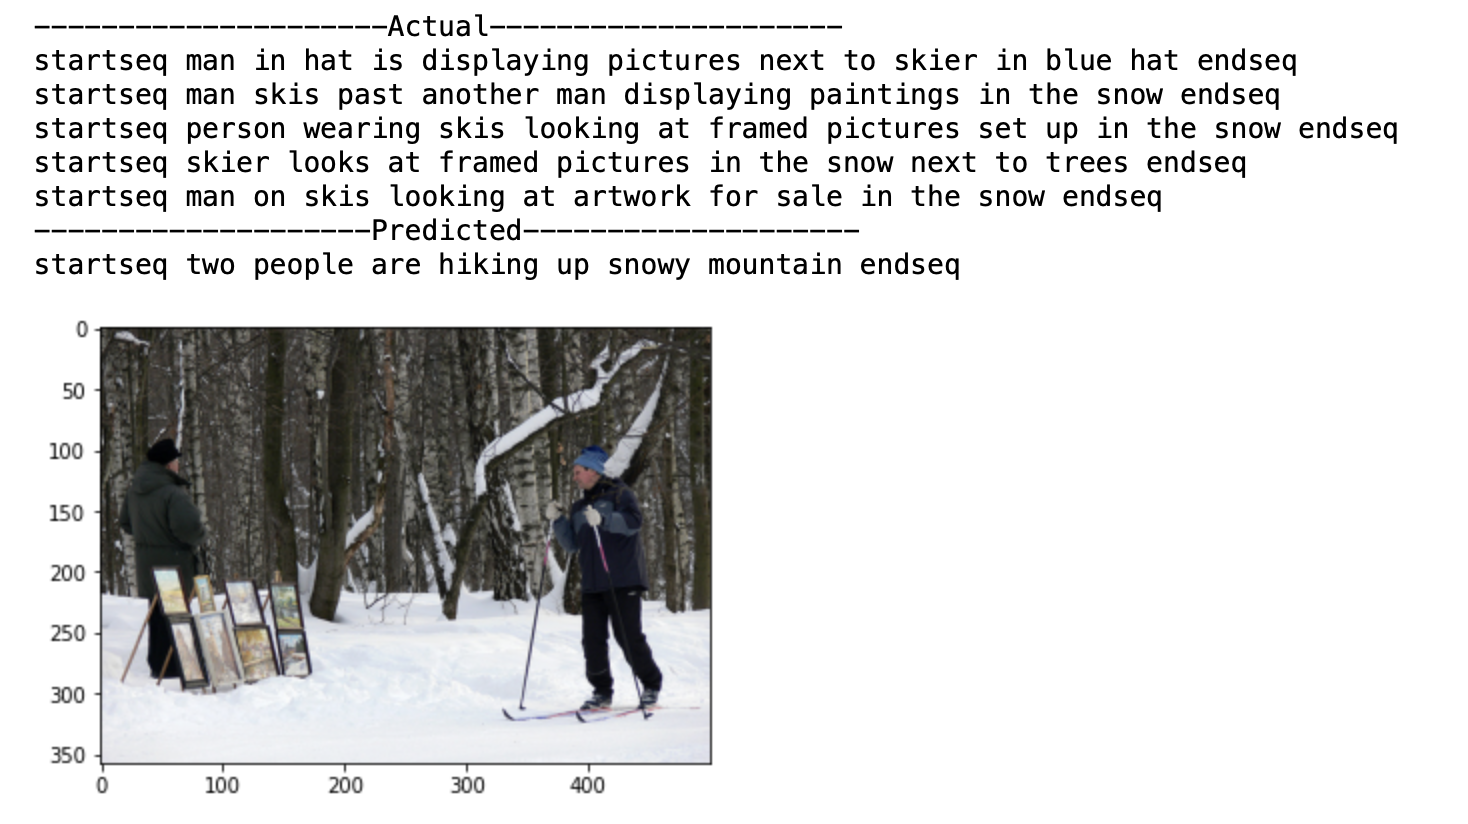 ---------------------Actual---------------------
startseq man in hat is displaying pictures next to skier in blue hat endseq
startseq man skis past another man displaying paintings in the snow endseq
startseq person wearing skis looking at framed pictures set up in the snow endseq
startseq skier looks at framed pictures in the snow next to trees endseq
startseq man on skis looking at artwork for sale in the snow endseq
--------------------Predicted--------------------
startseq two people are hiking up snowy mountain endseq
0
50
100
150
200
250
300
350
0 100 200 300 400